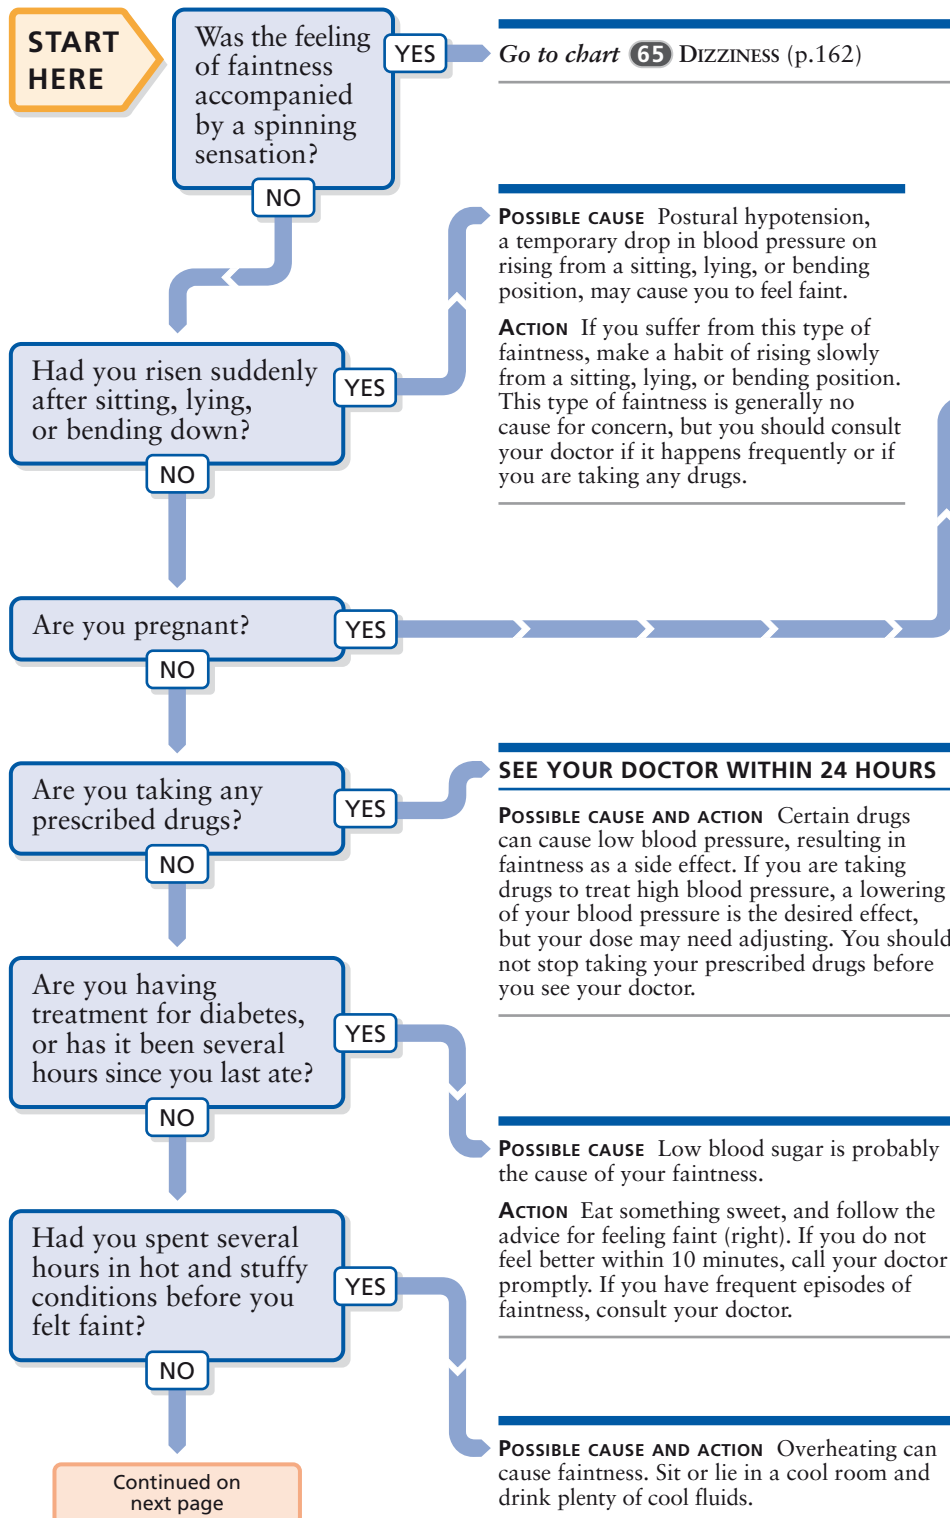 START
HERE
Was the feeling
of faintness
accompanied
by a spinning
sensation?
YES
Go to chart 65 DIZZINESS (p.162)
NO
Had you risen suddenly
after sitting, lying,
or bending down?
YES
POSSIBLE CAUSE Postural hypotension,
a temporary drop in blood pressure on
rising from a sitting, lying, or bending
position, may cause you to feel faint.
ACTION If you suffer from this type of
faintness, make a habit of rising slowly
from a sitting, lying, or bending position.
This type of faintness is generally no
cause for concern, but you should consult
your doctor if it happens frequently or if
you are taking any drugs.
NO
Are you pregnant?
YES
NO
Are you taking any
prescribed drugs?
YES
SEE YOUR DOCTOR WITHIN 24 HOURS
POSSIBLE CAUSE AND ACTION Certain drugs
can cause low blood pressure, resulting in
faintness as a side effect. If you are taking
drugs to treat high blood pressure, a lowering
of your blood pressure is the desired effect,
but your dose may need adjusting. You should
not stop taking your prescribed drugs before
you see your doctor.
NO
Are you having
treatment for diabetes,
or has it been several
hours since you last ate?
YES
POSSIBLE CAUSE Low blood sugar is probably
the cause of your faintness.
ACTION Eat something sweet, and follow the
advice for feeling faint (right). If you do not
feel better within 10 minutes, call your doctor
promptly. If you have frequent episodes of
faintness, consult your doctor.
NO
Had you spent several
hours in hot and stuffy
conditions before you
felt faint?
YES
POSSIBLE CAUSE AND ACTION Overheating can
cause faintness. Sit or lie in a cool room and
drink plenty of cool fluids.
NO
Continued on
next page